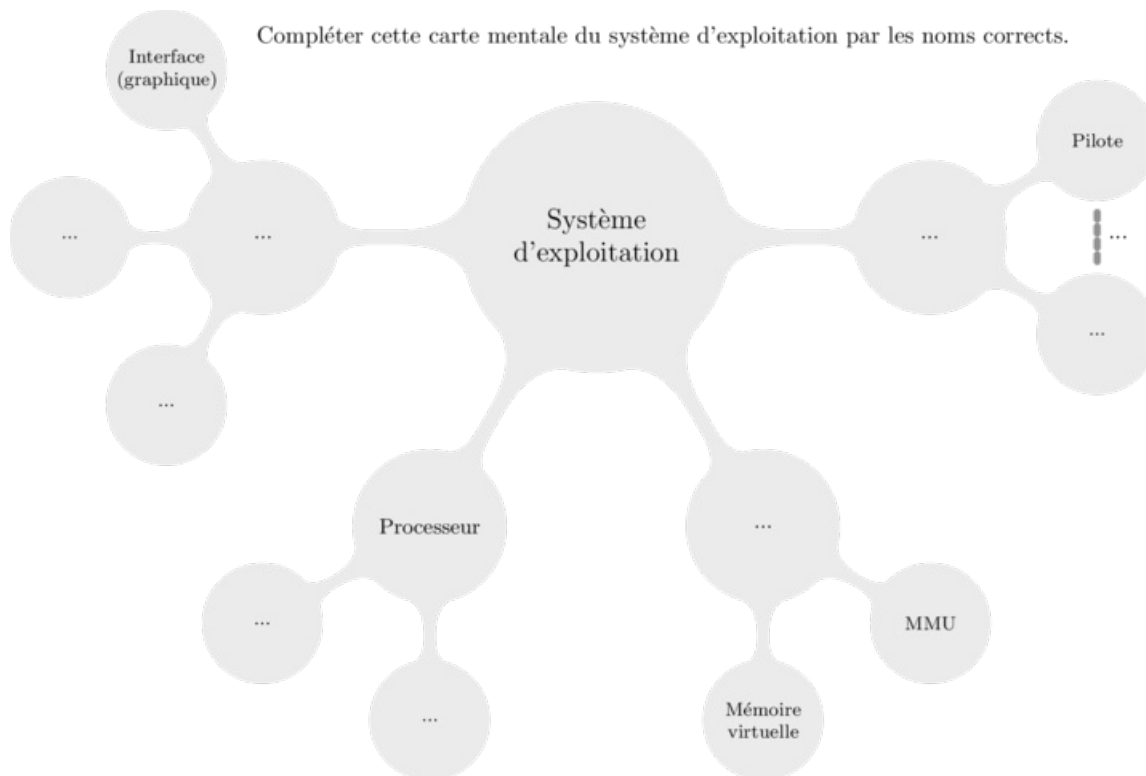 Compléter cette carte mentale du système d'exploitation par les noms corrects.
Interface
(graphique)
Pilote
...
...
Système
d'exploitation
...
...
...
...
Processeur
...
...
MMU
...
Mémoire
virtuelle